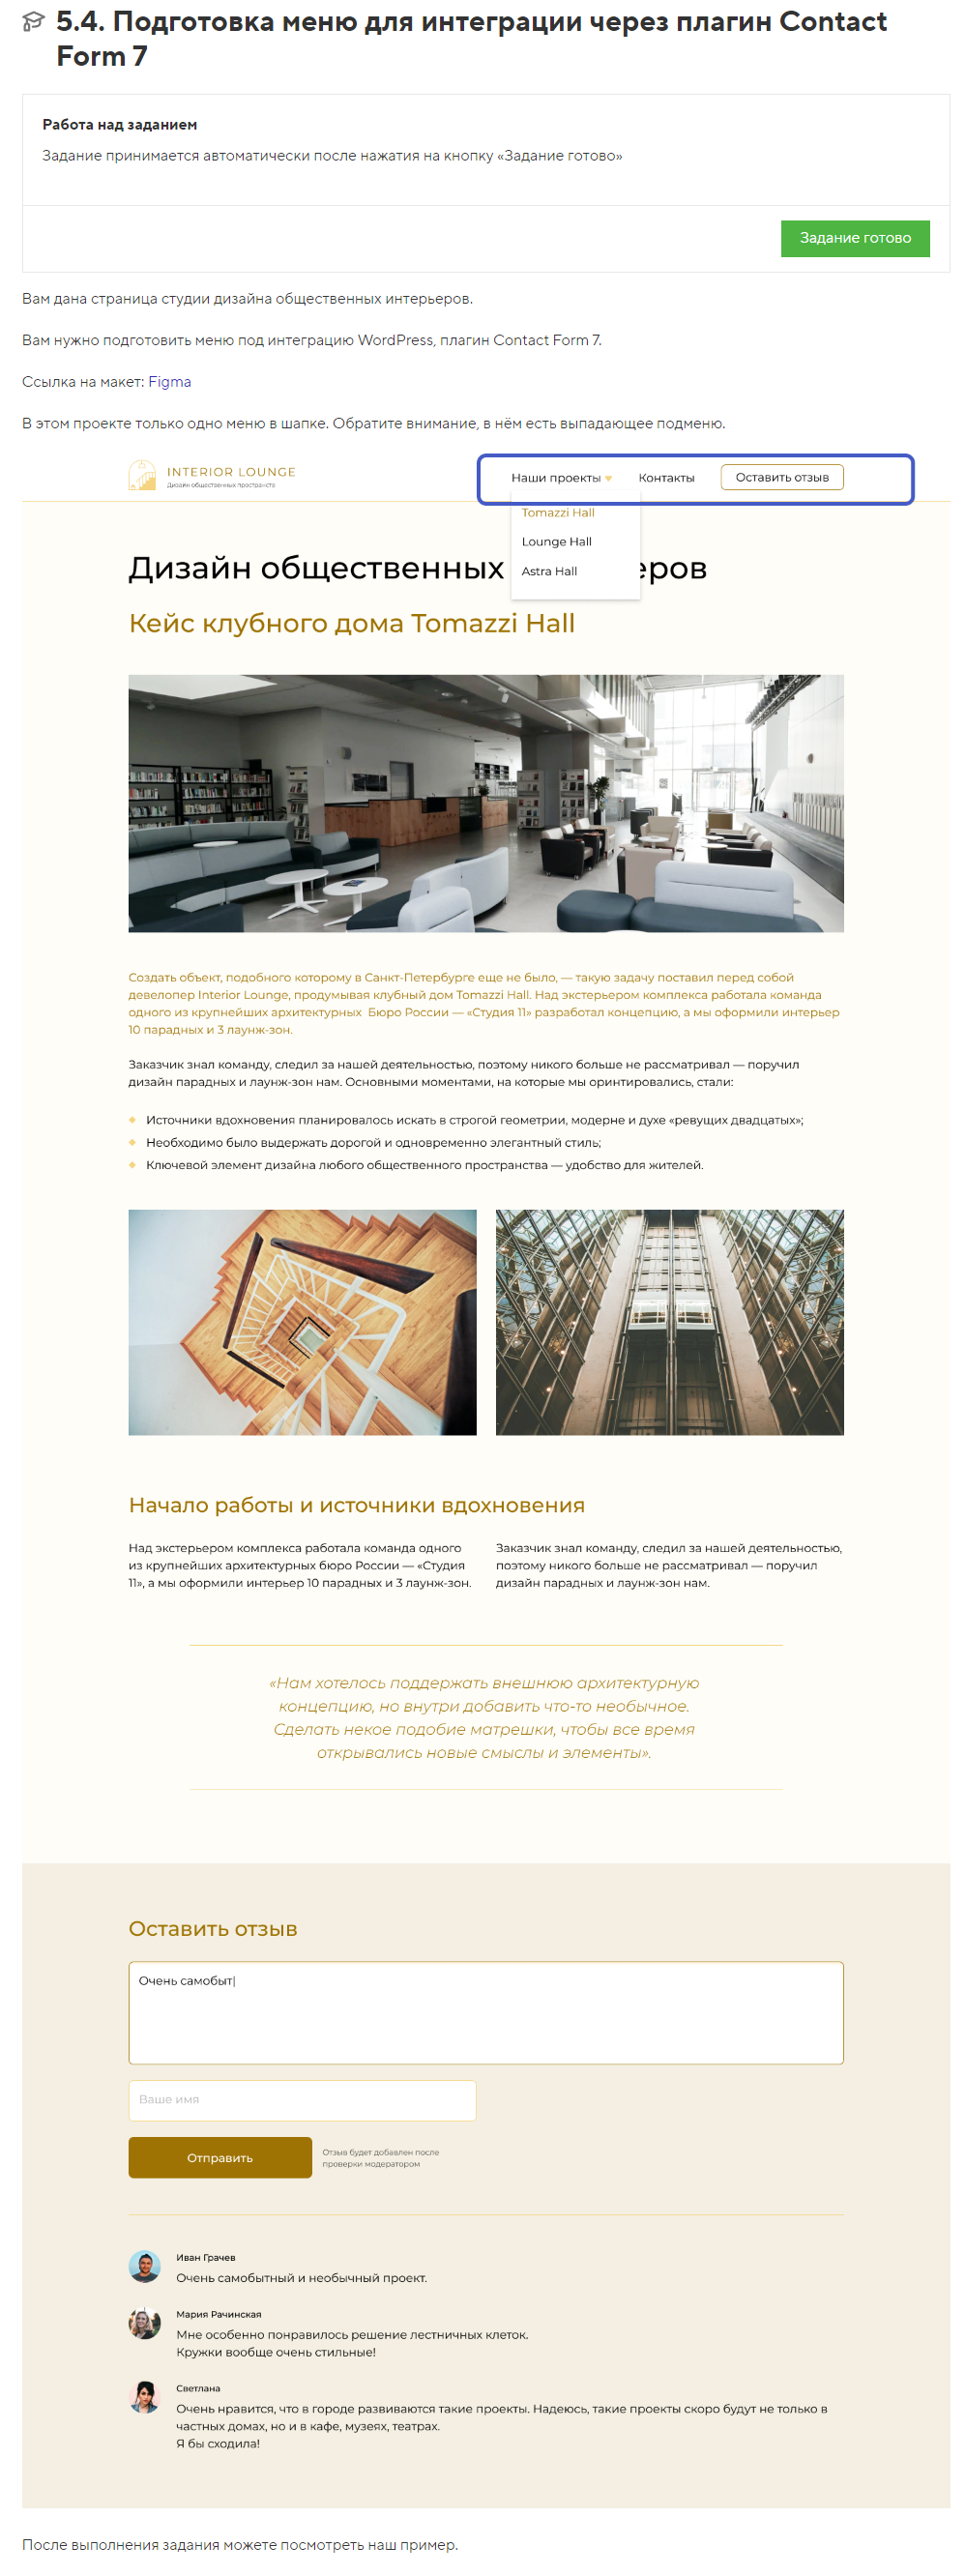 5.4. Подготовка меню для интеграции через плагин Contact
Form 7
Работа над заданием
Задание принимается автоматически после нажатия на кнопку «Задание готово»
Задание готово
Вам дана страница студии дизайна общественных интерьеров.
Вам нужно подготовить меню под интеграцию WordPress, плагин Contact Form 7.
Ссылка на макет: Figma
В этом проекте только одно меню в шапке. Обратите внимание, в нём есть выпадающее подменю.
INTERIOR LOUNGE
Дизайн общественных пространств
Наши проекты Контакты Оставить отзыв
Tomazzi Hall
Lounge Hall
Astra Hall
Дизайн общественных еров
Кейс клубного дома Tomazzi Hall
Создать объект, подобного которому в Санкт-Петербурге еще не было, — такую задачу поставил перед собой
девелопер Interior Lounge, продумывая клубный дом Tomazzi Hall. Над экстерьером комплекса работала команда
одного из крупнейших архитектурных Бюро России — «Студия 11» разработал концепцию, а мы оформили интерьер
10 парадных и 3 лаунж-зон.
Заказчик знал команду, следил за нашей деятельностью, поэтому никого больше не рассматривал — поручил
дизайн парадных и лаунж-зон нам. Основными моментами, на которые мы оринтировались, стали:
Источники вдохновения планировалось искать в строгой геометрии, модерне и духе «ревущих двадцатых»;
Необходимо было выдержать дорогой и одновременно элегантный стиль;
Ключевой элемент дизайна любого общественного пространства — удобство для жителей.
Начало работы и источники вдохновения
Над экстерьером комплекса работала команда одного
из крупнейших архитектурных бюро России — «Студия
11», а мы оформили интерьер 10 парадных и 3 лаунж-зон.
Заказчик знал команду, следил за нашей деятельностью,
поэтому никого больше не рассматривал — поручил
дизайн парадных и лаунж-зон нам.
«Нам хотелось поддержать внешнюю архитектурную
концепцию, но внутри добавить что-то необычное.
Сделать некое подобие матрешки, чтобы все время
открывались новые смыслы и элементы».
Оставить отзыв
Очень самобыт|
Ваше имя
Отправить
Отзыв будет добавлен после
проверки модератором
Иван Грачев
Очень самобытный и необычный проект.
Мария Рачинская
Мне особенно понравилось решение лестничных клеток.
Кружки вообще очень стильные!
Светлана
Очень нравится, что в городе развиваются такие проекты. Надеюсь, такие проекты скоро будут не только в
частных домах, но и в кафе, музеях, театрах.
Я бы сходила!
После выполнения задания можете посмотреть наш пример.